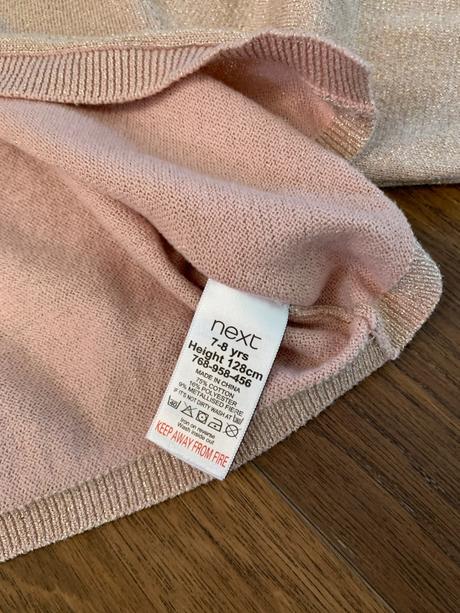 next
7-8 yrs
Height 128cm
768-958-456
MADE IN CHINA
75% COTTON
16% POLYESTER
9% METALLISED FIBRE
IF IT'S NOT DIRTY WASH AT 30
30
Iron on reverse
Wash inside out
KEEP AWAY FROM FIRE